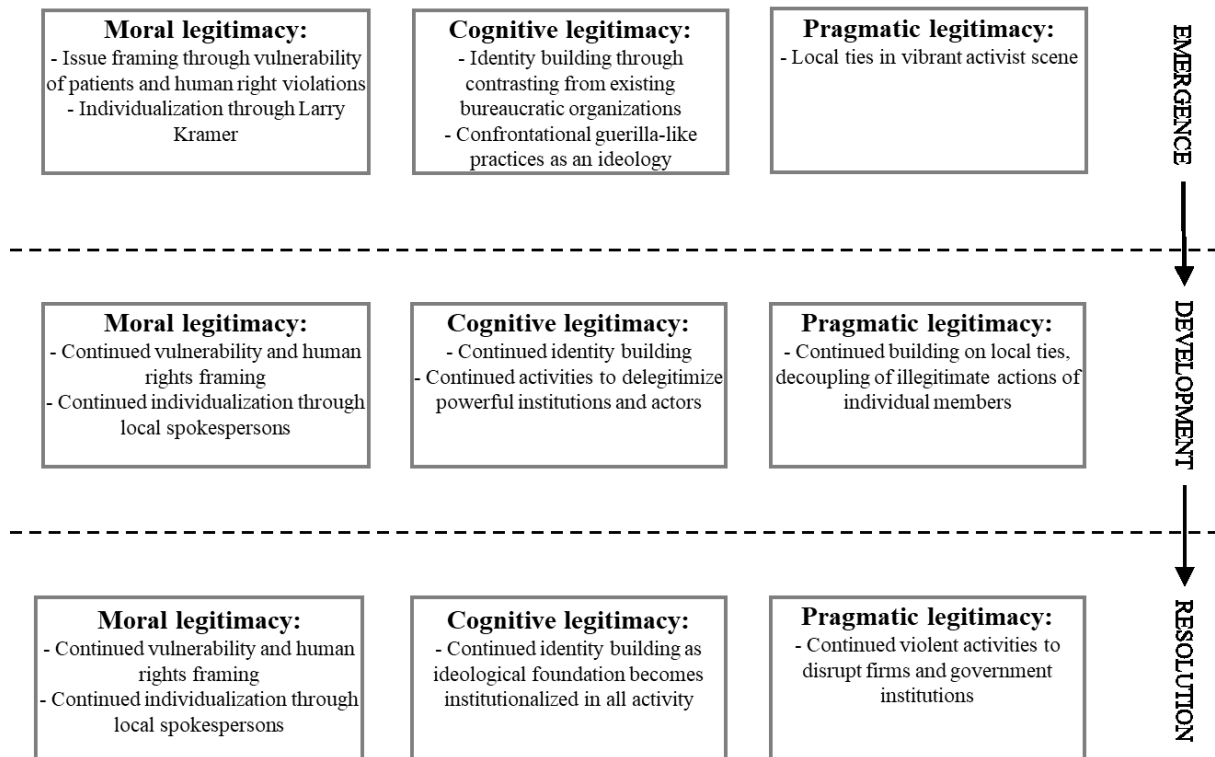 Moral legitimacy:
- Issue framing through vulnerability
of patients and human right violations
- Individualization through Larry
Kramer
Cognitive legitimacy:
- Identity building through
contrasting from existing
bureaucratic organizations
- Confrontational guerilla-like
practices as an ideology
Pragmatic legitimacy:
- Local ties in vibrant activist scene
EMERGENCE
Moral legitimacy:
- Continued vulnerability and human
rights framing
- Continued individualization through
local spokespersons
Cognitive legitimacy:
- Continued identity building
- Continued activities to delegitimize
powerful institutions and actors
Pragmatic legitimacy:
- Continued building on local ties,
decoupling of illegitimate actions of
individual members
DEVELOPMENT
Moral legitimacy:
- Continued vulnerability and human
rights framing
- Continued individualization through
local spokespersons
Cognitive legitimacy:
- Continued identity building as
ideological foundation becomes
institutionalized in all activity
Pragmatic legitimacy:
- Continued violent activities to
disrupt firms and government
institutions
RESOLUTION